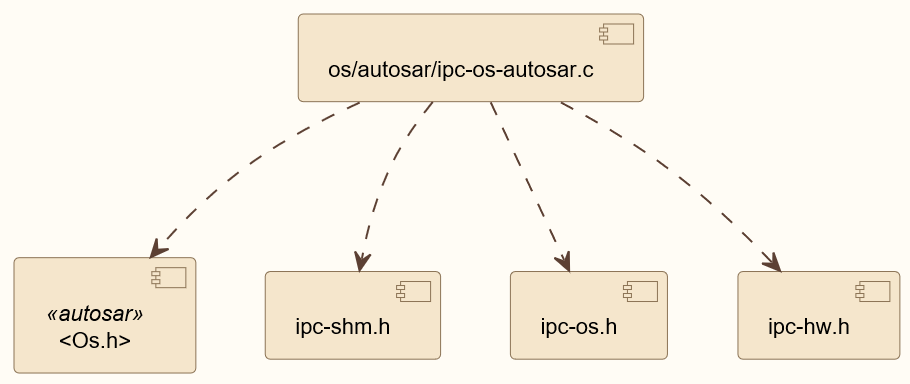 os/autosar/ipc-os-autosar.c
«autosar»
<Os.h>
ipc-shm.h
ipc-os.h
ipc-hw.h